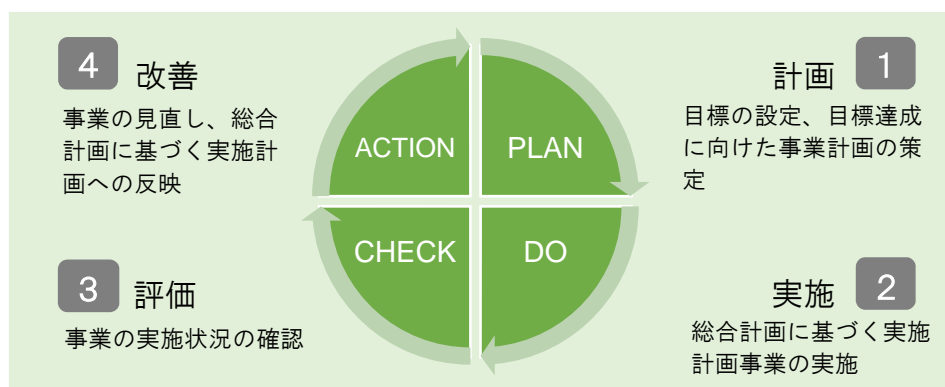 4 改善
事業の見直し、総合
計画に基づく実施計
画への反映
ACTION
PLAN
計画 1
目標の設定、目標達成
に向けた事業計画の策
定
3 評価
事業の実施状況の確認
CHECK
DO
実施 2
総合計画に基づく実施
計画事業の実施